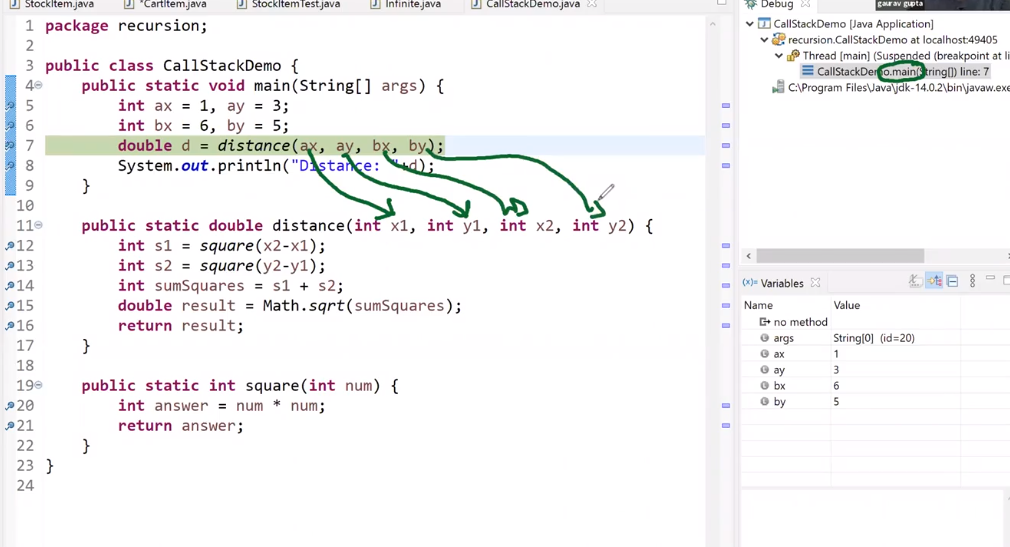 StockItem.java
*CartItem.java
StockItemTest.java
Infinite.java
CallStackDemo.java
1 package recursion;
2
3 public class CallStackDemo {
4 public static void main(String[] args) {
5 int ax = 1, ay = 3;
6 int bx = 6, by = 5;
7 double d = distance(ax, ay, bx, by);
8 System.out.println("Distance: "+d);
9 }
10
11 public static double distance(int x1, int y1, int x2, int y2) {
12 int s1 = square(x2-x1);
13 int s2 = square(y2-y1);
14 int sumSquares = s1 + s2;
15 double result = Math.sqrt(sumSquares);
16 return result;
17 }
18
19 public static int square(int num) {
20 int answer = num * num;
21 return answer;
22 }
23 }
24
Debug
gaurav gupta
CallStackDemo [Java Application]
recursion.CallStackDemo at localhost:49405
Thread [main] (Suspended (breakpoint at li
CallStackDemo.main(String[]) line: 7
C:\Program Files\Java\jdk-14.0.2\bin\javaw.exe
(x)= Variables
Name Value
no method
args String[0] (id=20)
ax 1
ay 3
bx 6
by 5